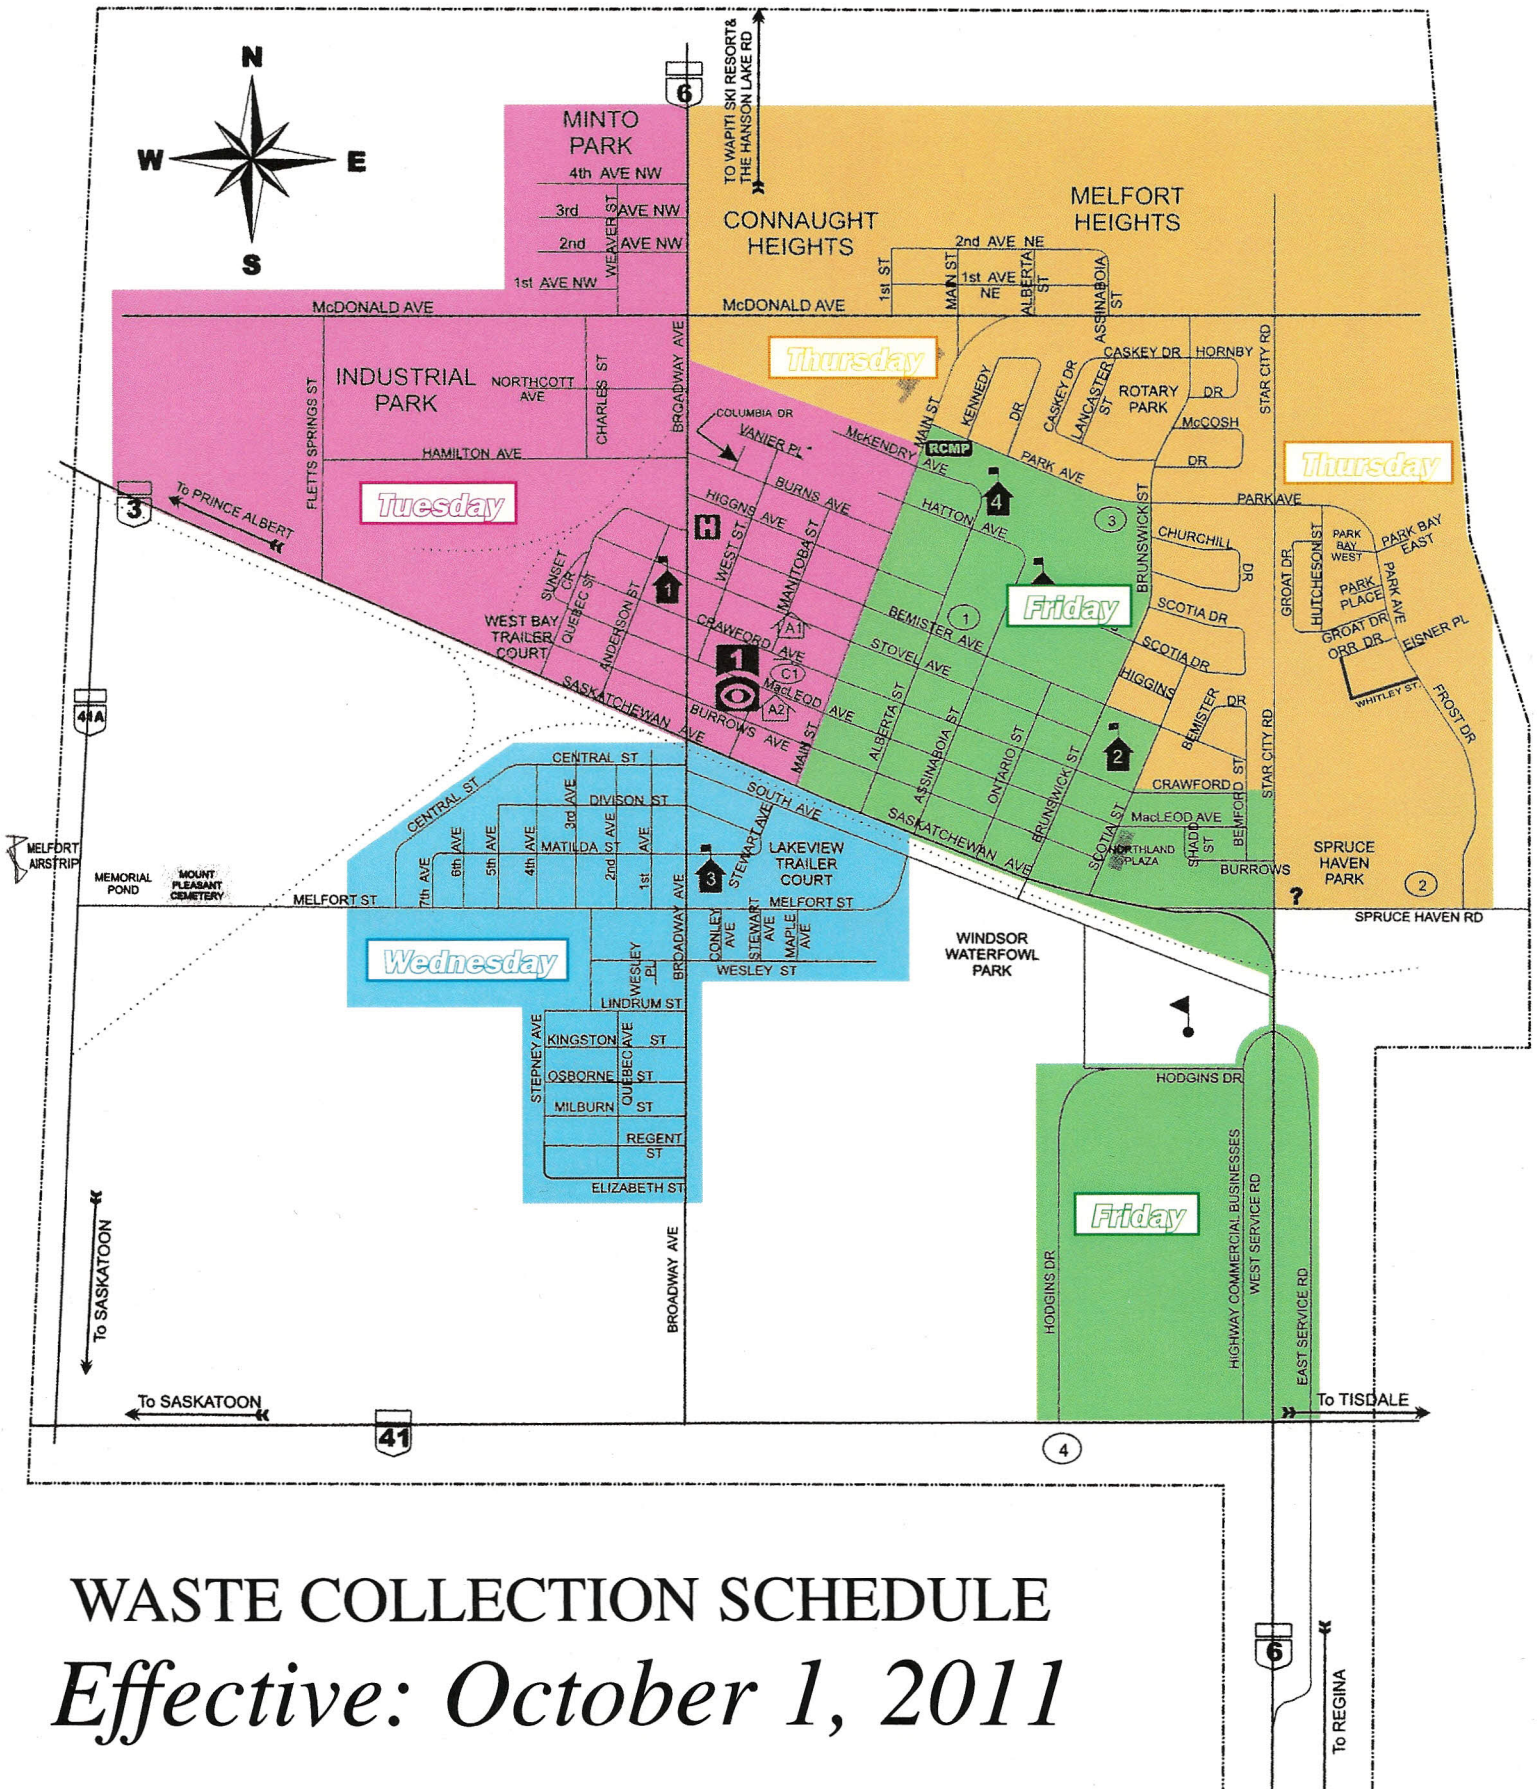 N
W
E
S
6
TO WAPITI SKI RESORT&
THE HANSON LAKE RD
MINTO
PARK
4th AVE NW
3rd AVE NW
2nd AVE NW
1st AVE NW
WEAVER ST
CONNAUGHT
HEIGHTS
MELFORT
HEIGHTS
2nd AVE NE
1st AVE
NE
1st ST
MAIN ST
ALBERTA
ST
ASSINABOIA
ST
McDONALD AVE
McDONALD AVE
INDUSTRIAL
PARK
NORTHCOTT
AVE
CHARLES ST
BROADWAY AVE
FLETTS SPRINGS ST
HAMILTON AVE
Thursday
COLUMBIA DR
VANIER PL
McKENDRY
AVE
MAIN ST
KENNEDY
DR
CASKEY DR
LANCASTER
ST
CASKEY DR
HORNBY
DR
ROTARY
PARK
McCOSH
DR
STAR CITY RD
RCMP
PARK AVE
Thursday
PARK AVE
3
To PRINCE ALBERT
Tuesday
HIGGNS AVE
BURNS AVE
H
WEST ST
MANITOBA ST
HATTON AVE
4
3
BRUNSWICK ST
CHURCHILL
DR
GROAT DR
HUTCHESON ST
PARK
BAY
WEST
PARK BAY
EAST
PARK
PLACE
PARK AVE
GROAT DR
ORR DR
EISNER PL
WHITLEY ST
FROST DR
SUNSET
CR
QUEBEC ST
ANDERSON ST
1
WEST BAY
TRAILER
COURT
CRAWFORD AVE
A1
1
C1
MacLEOD AVE
A2
BURROWS AVE
SASKATCHEWAN AVE
MAIN ST
BEMISTER AVE
1
Friday
STOVEL AVE
SCOTIA DR
SCOTIA DR
HIGGINS
DR
BEMISTER
ALBERTA ST
ASSINABOIA ST
ONTARIO ST
BRUNSWICK ST
2
STAR CITY RD
CRAWFORD
MacLEOD AVE
BEMFORD ST
SCOTIA ST
NORTHLAND
PLAZA
SHADD
ST
BURROWS
SPRUCE
HAVEN
PARK
2
?
SPRUCE HAVEN RD
41A
MELFORT
AIRSTRIP
MEMORIAL
POND
MOUNT
PLEASANT
CEMETERY
MELFORT ST
CENTRAL ST
CENTRAL ST
DIVISON ST
MATILDA ST
7th AVE
6th AVE
5th AVE
4th AVE
3rd AVE
2nd AVE
1st AVE
SOUTH AVE
SASKATCHEWAN AVE
STEWART AVE
3
LAKEVIEW
TRAILER
COURT
MELFORT ST
BROADWAY AVE
CONLEY
AVE
STEWART
AVE
MAPLE
AVE
WESLEY ST
Wednesday
WESLEY
PL
LINDRUM ST
STEPNEY AVE
QUEBEC AVE
KINGSTON ST
OSBORNE ST
MILBURN ST
REGENT
ST
ELIZABETH ST
WINDSOR
WATERFOWL
PARK
HODGINS DR
Friday
HODGINS DR
HIGHWAY COMMERCIAL BUSINESSES
WEST SERVICE RD
EAST SERVICE RD
BROADWAY AVE
To SASKATOON
To SASKATOON
41
4
To TISDALE
WASTE COLLECTION SCHEDULE
Effective: October 1, 2011
6
To REGINA